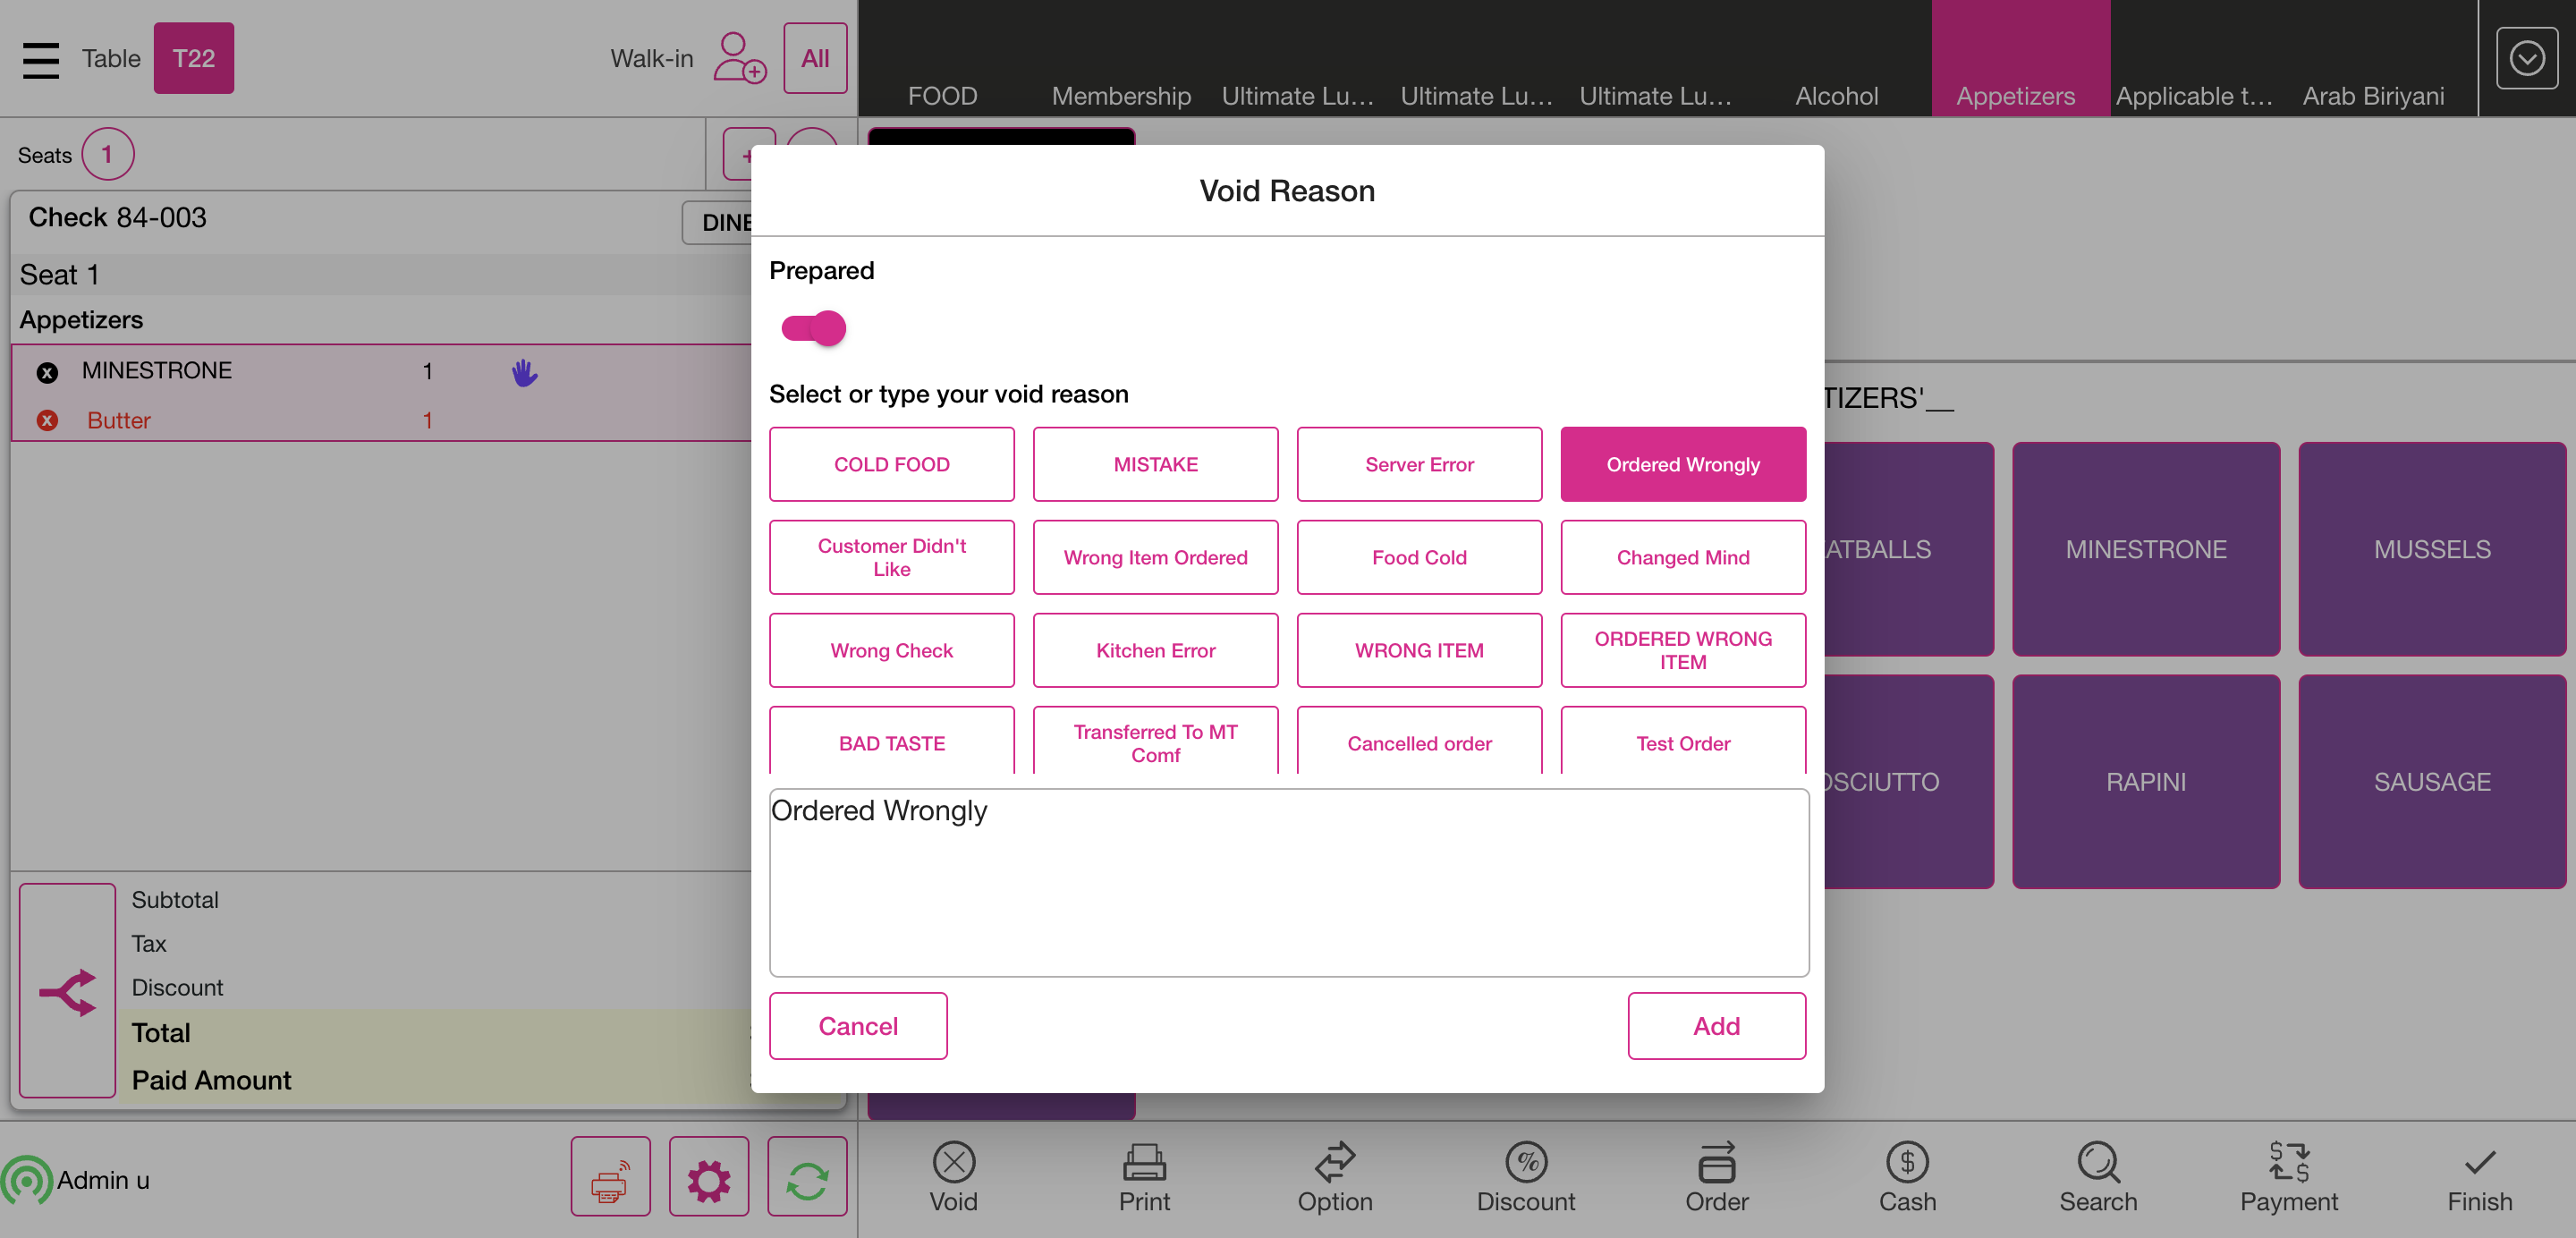 Table T22 Walk-in All
FOOD Membership Ultimate Lu... Ultimate Lu... Ultimate Lu... Alcohol Appetizers Applicable t... Arab Biriyani
Seats 1
Check 84-003
DINE
Seat 1
Appetizers
MINESTRONE 1
Butter 1
Subtotal
Tax
Discount
Total
Paid Amount
Void Reason
Prepared
Select or type your void reason
COLD FOOD MISTAKE Server Error Ordered Wrongly
Customer Didn't
Like
Wrong Item Ordered Food Cold Changed Mind
Wrong Check Kitchen Error WRONG ITEM
ORDERED WRONG
ITEM
BAD TASTE
Transferred To MT
Comf
Cancelled order Test Order
Ordered Wrongly
Cancel Add
TIZERS'__
ATBALLS MINESTRONE MUSSELS
OSCIUTTO RAPINI SAUSAGE
Admin u
Void Print Option Discount Order Cash Search Payment Finish